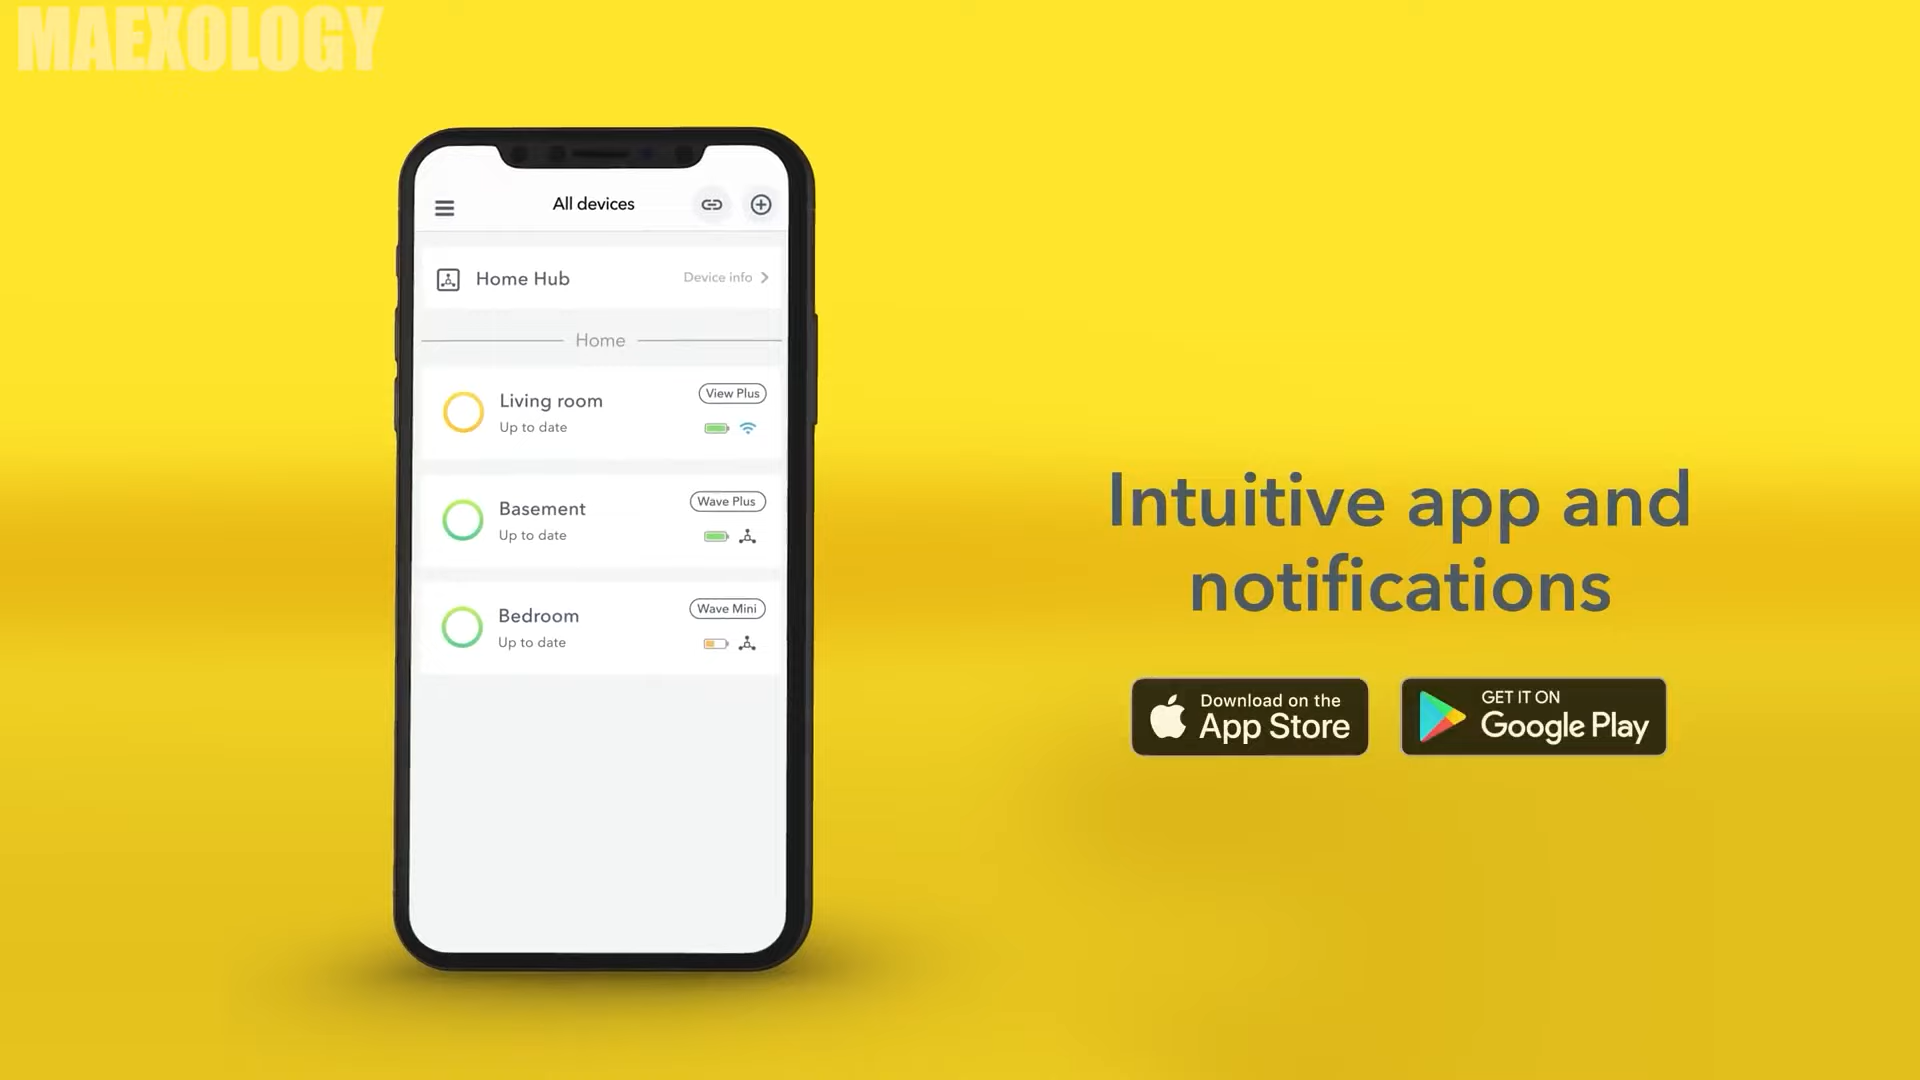 MAEXOLOGY
All devices
Home Hub
Device info
Home
Living room
View Plus
Up to date
Basement
Wave Plus
Up to date
Bedroom
Wave Mini
Up to date
Intuitive app and
notifications
Download on the
App Store
GET IT ON
Google Play